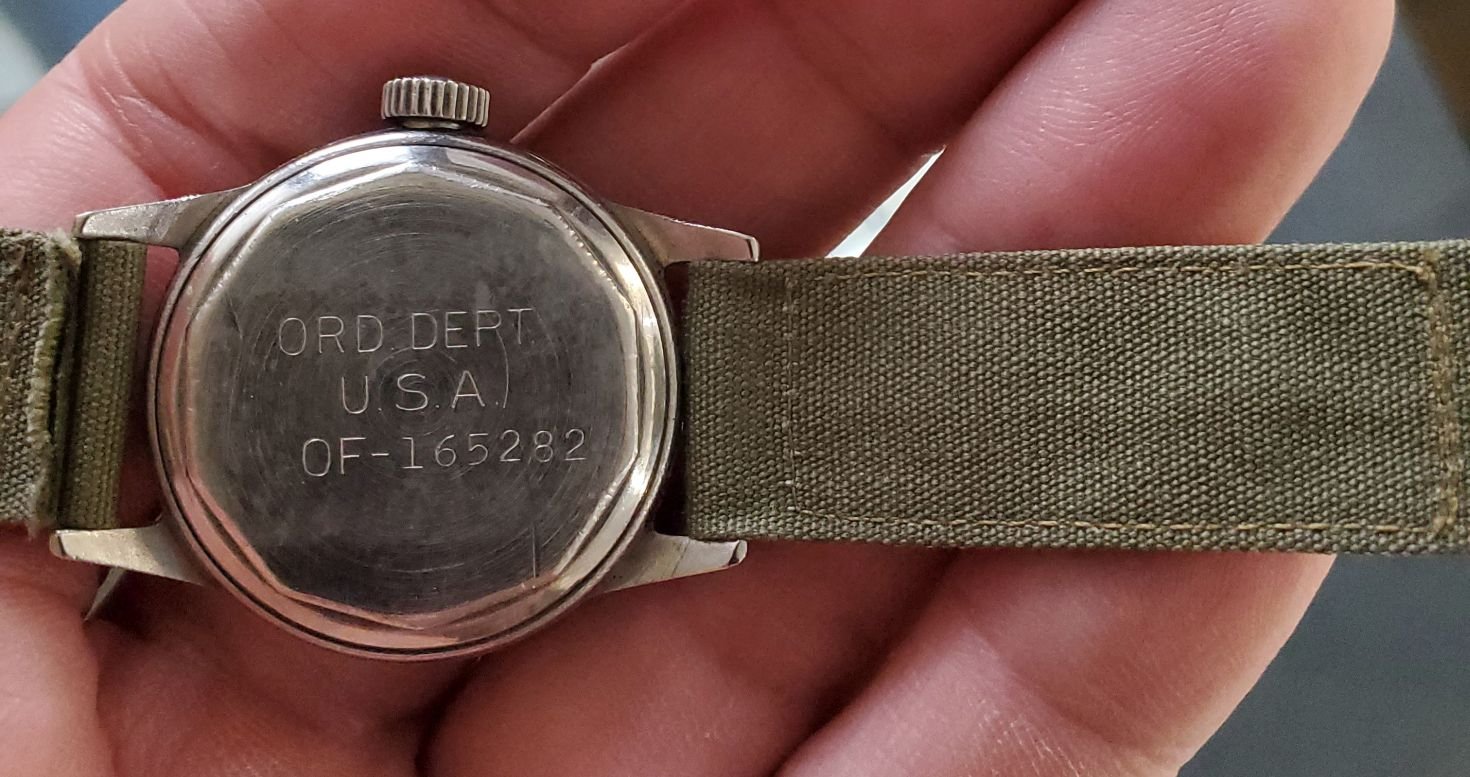 ORD. DEPT.
U.S.A.
OF-165282